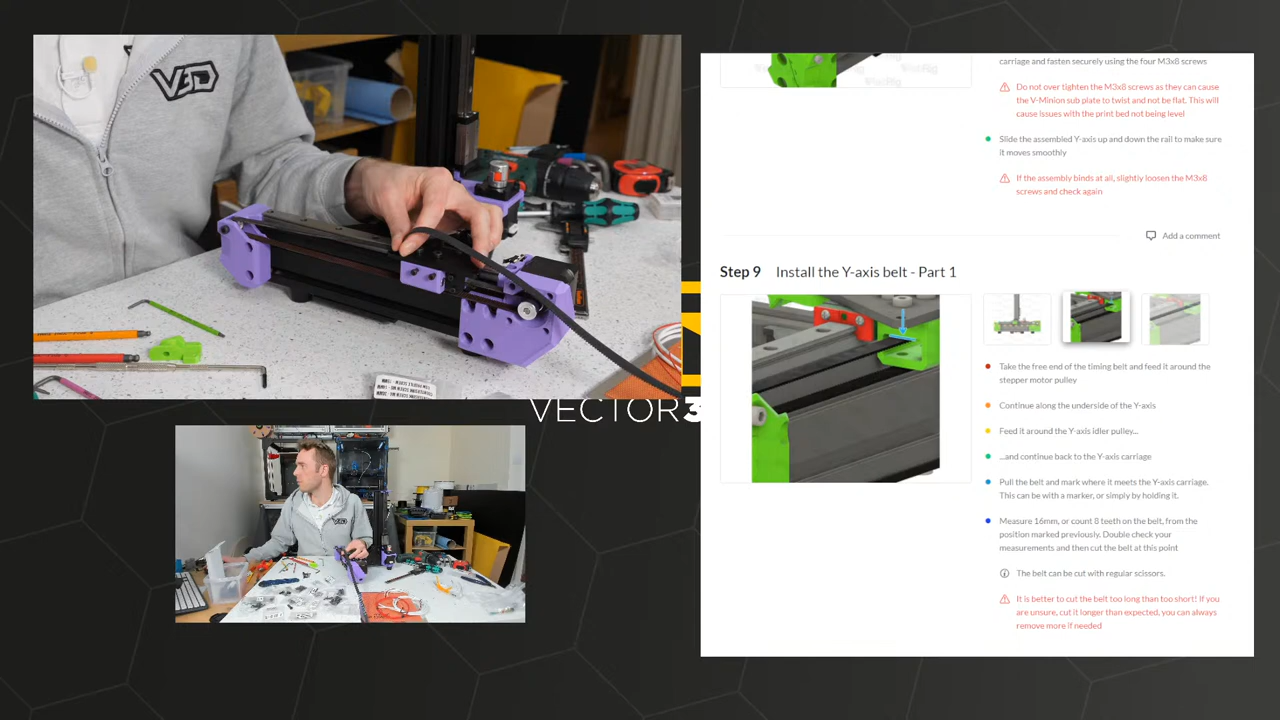 V3D
VECTOR3
carriage and fasten securely using the four M3x8 screws
Do not over tighten the M3x8 screws as they can cause
the V-Minion sub plate to twist and not be flat. This will
cause issues with the print bed not being level
Slide the assembled Y-axis up and down the rail to make sure
it moves smoothly
If the assembly binds at all, slightly loosen the M3x8
screws and check again
Add a comment
Step 9 Install the Y-axis belt - Part 1
Take the free end of the timing belt and feed it around the
stepper motor pulley
Continue along the underside of the Y-axis
Feed it around the Y-axis idler pulley...
...and continue back to the Y-axis carriage
Pull the belt and mark where it meets the Y-axis carriage.
This can be with a marker, or simply by holding it.
Measure 16mm, or count 8 teeth on the belt, from the
position marked previously. Double check your
measurements and then cut the belt at this point
The belt can be cut with regular scissors.
It is better to cut the belt too long than too short! If you
are unsure, cut it longer than expected, you can always
remove more if needed